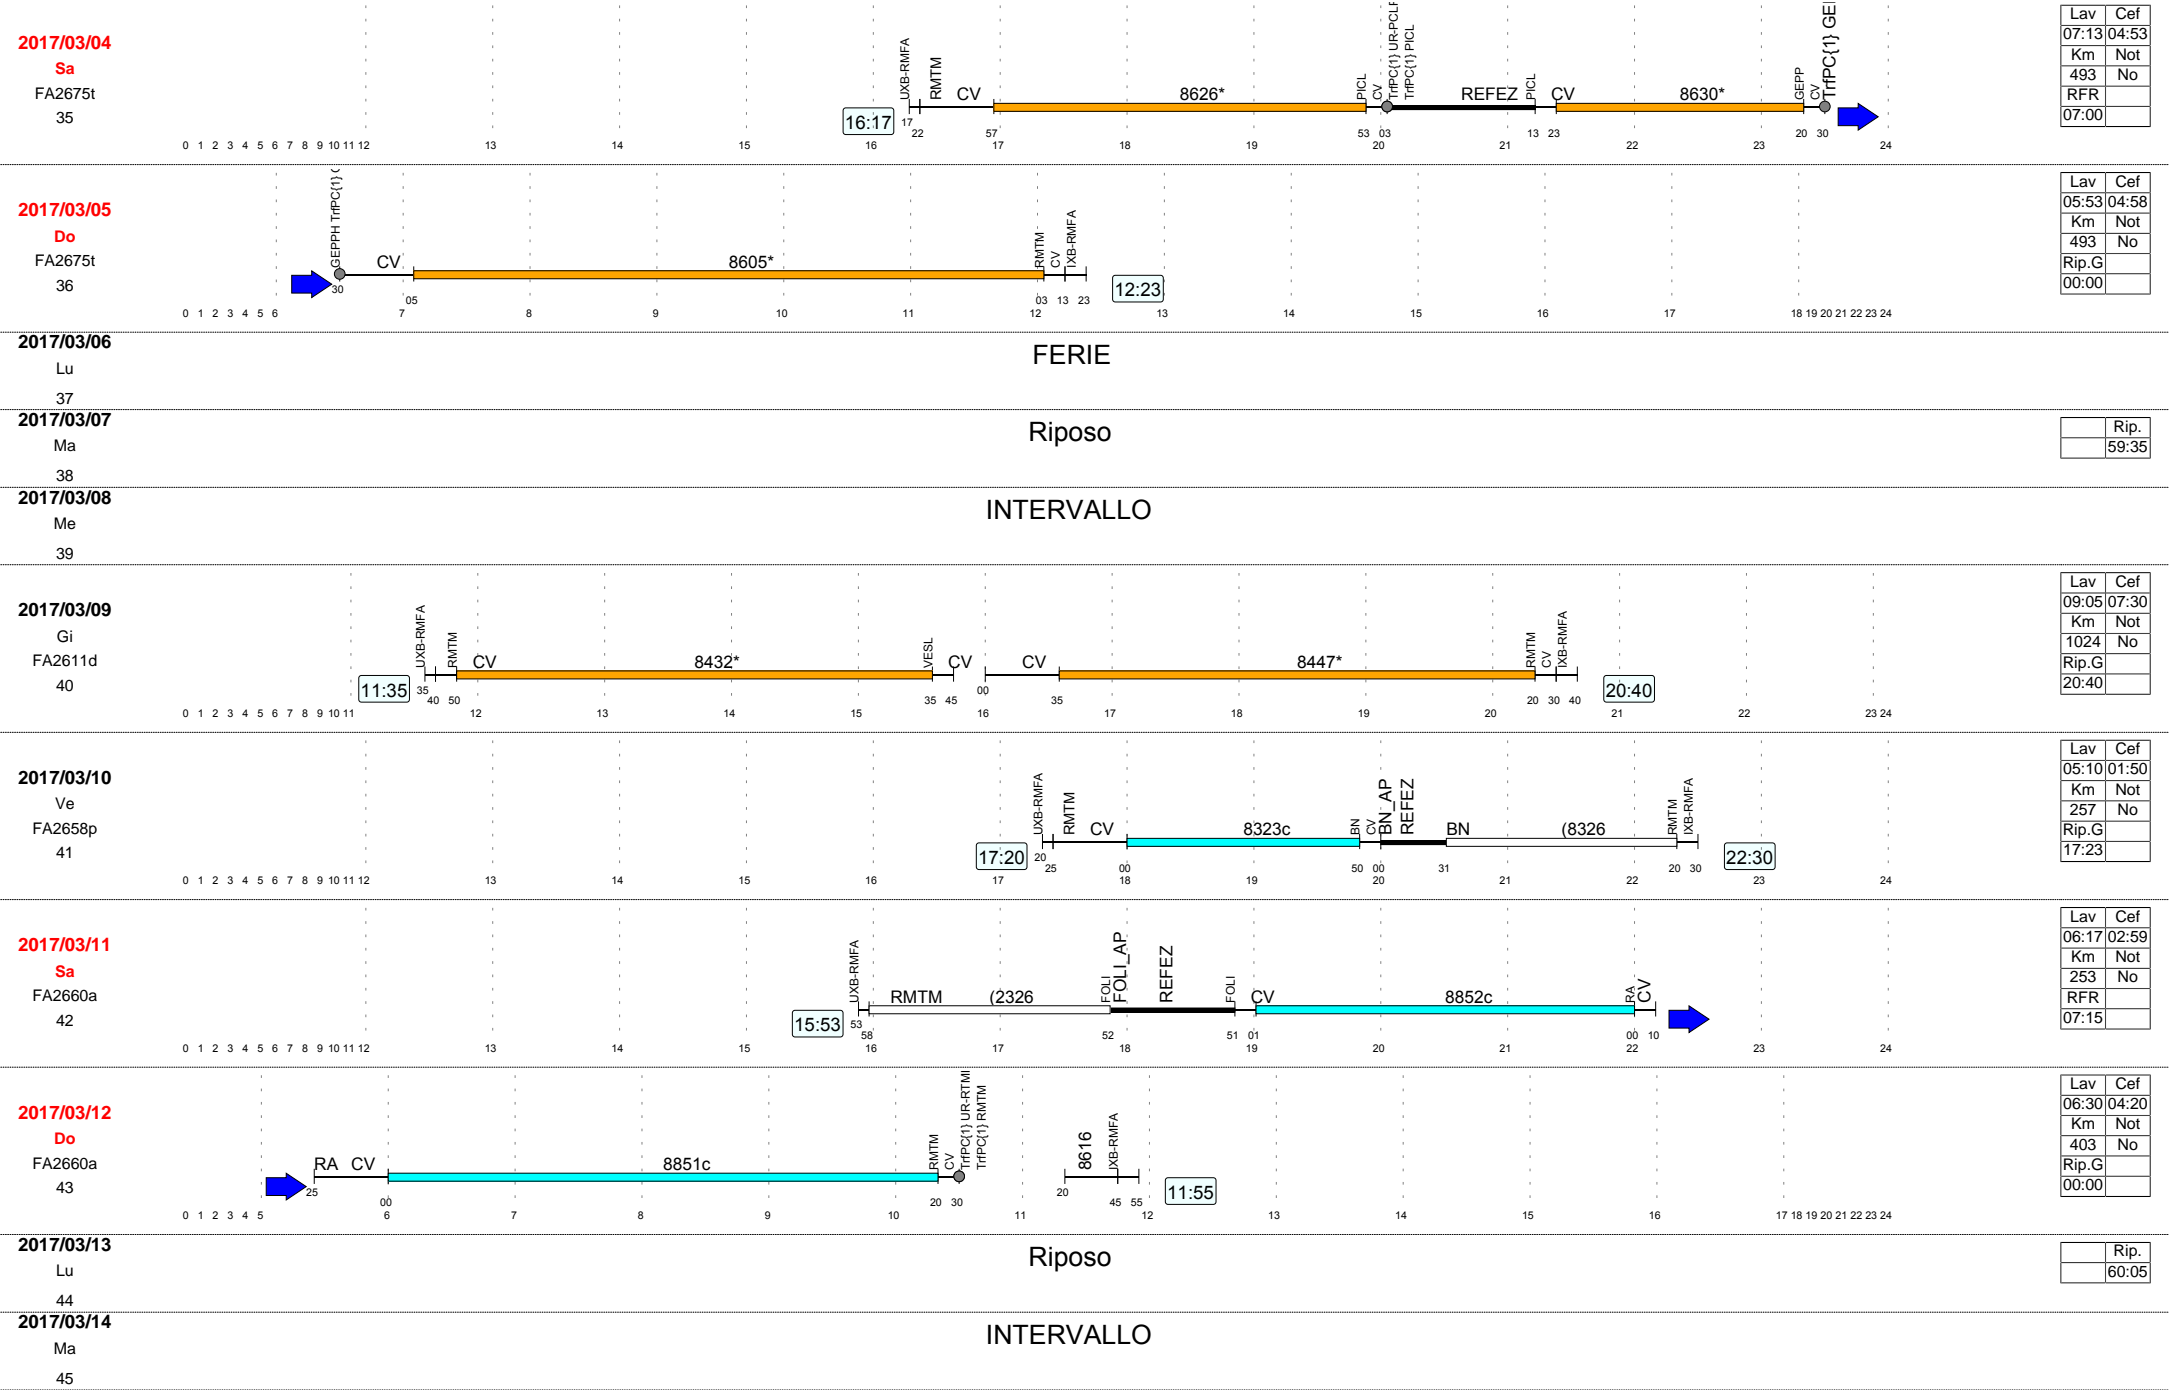 2017/03/04
Sa
FA2675t
35
16:17
UXB-RMFA RMTM CV 8626* PICL CV TrfPC{1} UR-PCLF TrfPC{1} PICL REFEZ PICL CV 8630* GEPP CV TrfPC{1} GE
17 22 57 53 03 13 23 20 30
0 1 2 3 4 5 6 7 8 9 10 11 12 13 14 15 16 17 18 19 20 21 22 23 24
Lav Cef
07:13 04:53
Km Not
493 No
RFR
07:00
2017/03/05
Do
FA2675t
36
GEPPH TrfPC{1} CV 8605* RMTM CV IXB-RMFA
30 05 03 13 23
12:23
0 1 2 3 4 5 6 7 8 9 10 11 12 13 14 15 16 17 18 19 20 21 22 23 24
Lav Cef
05:53 04:58
Km Not
493 No
Rip.G
00:00
2017/03/06
Lu
37
FERIE
2017/03/07
Ma
38
Riposo
Rip.
59:35
2017/03/08
Me
39
INTERVALLO
2017/03/09
Gi
FA2611d
40
11:35
UXB-RMFA RMTM CV 8432* VESL CV CV 8447* RMTM CV IXB-RMFA
35 40 50 35 45 00 35 20 30 40
20:40
0 1 2 3 4 5 6 7 8 9 10 11 12 13 14 15 16 17 18 19 20 21 22 23 24
Lav Cef
09:05 07:30
Km Not
1024 No
Rip.G
20:40
2017/03/10
Ve
FA2658p
41
17:20
UXB-RMFA RMTM CV 8323c BN CV BN_AP REFEZ BN (8326 RMTM IXB-RMFA
20 25 00 50 00 31 20 30
22:30
0 1 2 3 4 5 6 7 8 9 10 11 12 13 14 15 16 17 18 19 20 21 22 23 24
Lav Cef
05:10 01:50
Km Not
257 No
Rip.G
17:23
2017/03/11
Sa
FA2660a
42
15:53
UXB-RMFA RMTM (2326 FOLI FOLI_AP REFEZ FOLI CV 8852c RA CV
53 58 52 51 01 00 10
0 1 2 3 4 5 6 7 8 9 10 11 12 13 14 15 16 17 18 19 20 21 22 23 24
Lav Cef
06:17 02:59
Km Not
253 No
RFR
07:15
2017/03/12
Do
FA2660a
43
RA CV 8851c RMTM CV TrfPC{1} UR-RTMI TrfPC{1} RMTM 8616 IXB-RMFA
25 00 20 30 20 45 55
11:55
0 1 2 3 4 5 6 7 8 9 10 11 12 13 14 15 16 17 18 19 20 21 22 23 24
Lav Cef
06:30 04:20
Km Not
403 No
Rip.G
00:00
2017/03/13
Lu
44
Riposo
Rip.
60:05
2017/03/14
Ma
45
INTERVALLO